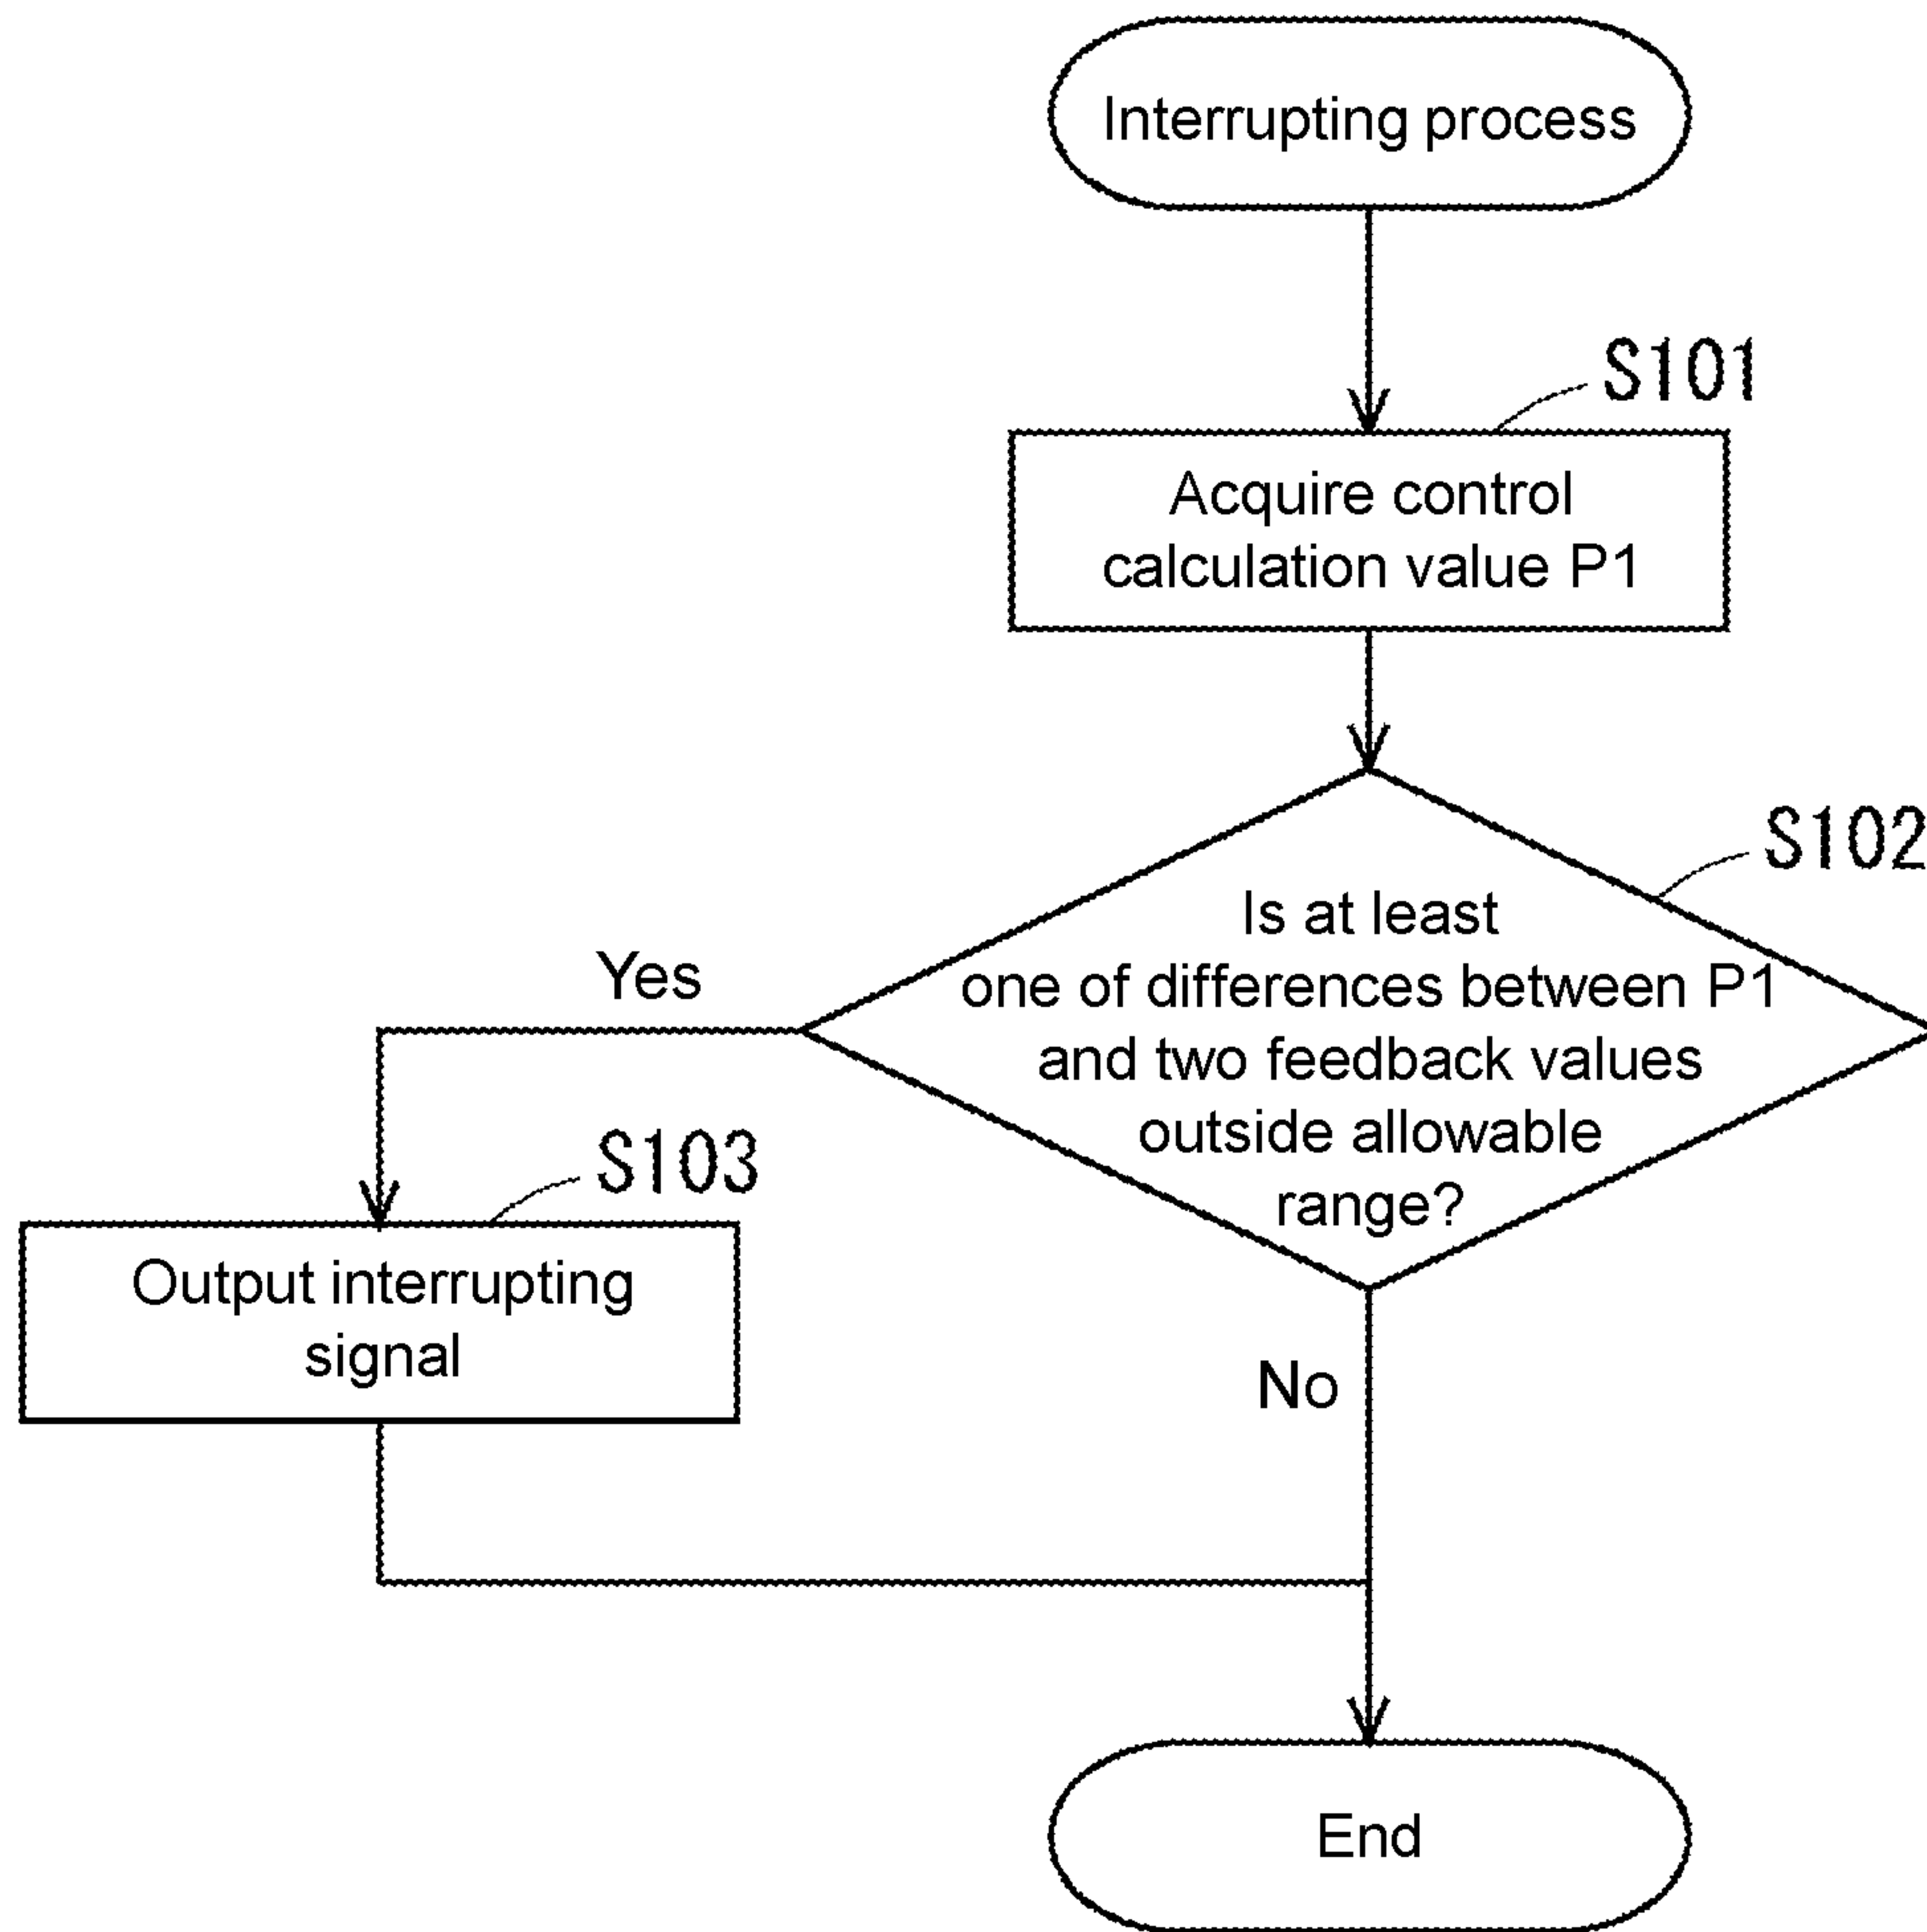 Interrupting process
S101
Acquire control
calculation value P1
S102
Is at least
one of differences between P1
and two feedback values
outside allowable
range?
Yes
S103
Output interrupting
signal
No
End